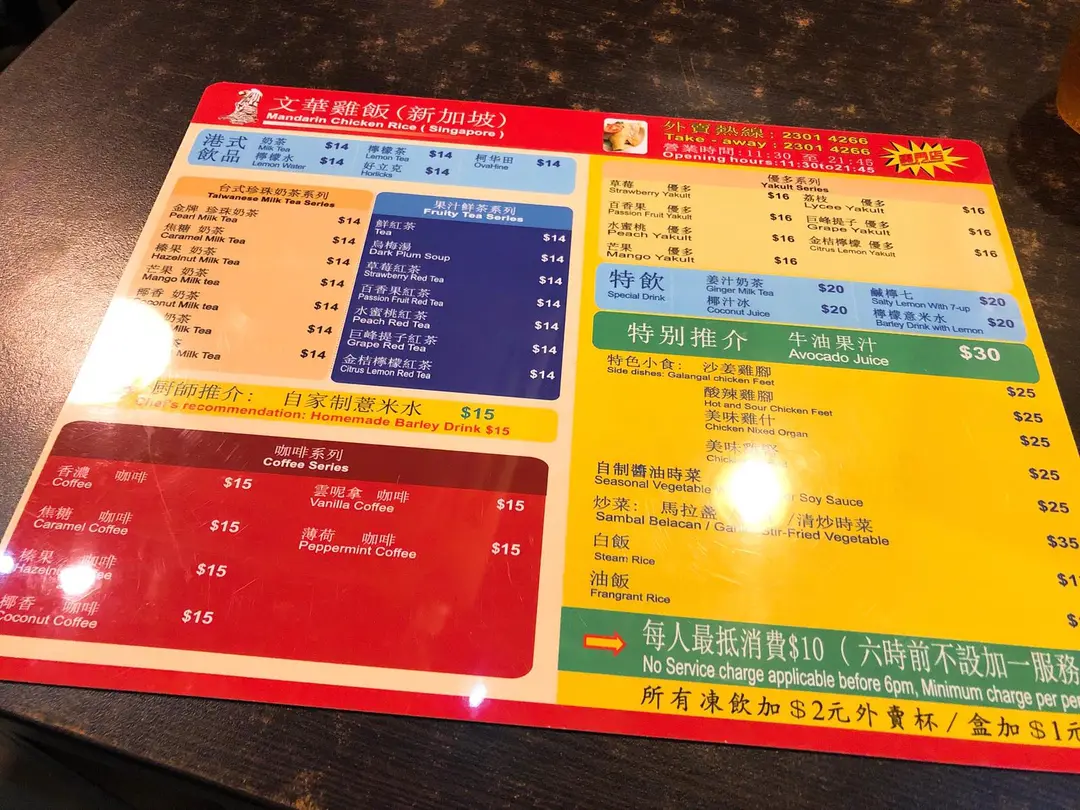 文華雞飯(新加坡)
Mandarin Chicken Rice ( Singapore )
外賣熱線：2301 4266
Take - away : 2301 4266
營業時間:11:30 至 21:45
Opening hours:11:30to21:45
港式
飲品
奶茶 $14
Milk Tea
檸檬水 $14
Lemon Water
檸檬茶 $14
Lemon Tea
好立克 $14
Horlicks
柯华田 $14
Ovaltine
台式珍珠奶茶系列
Taiwanese Milk Tea Series
金牌 珍珠奶茶 $14
Pearl Milk Tea
焦糖 奶茶 $14
Caramel Milk Tea
榛果 奶茶 $14
Hazelnut Milk Tea
芒果 奶茶 $14
Mango Milk tea
椰香 奶茶 $14
Coconut Milk Tea
奶茶 $14
Milk Tea
茶 $14
Milk Tea
果汁鮮茶系列
Fruity Tea Series
鮮紅茶 $14
Tea
烏梅湯 $14
Dark Plum Soup
草莓紅茶 $14
Strawberry Red Tea
百香果紅茶 $14
Passion Fruit Red Tea
水蜜桃紅茶 $14
Peach Red Tea
巨峰提子紅茶 $14
Grape Red Tea
金桔檸檬紅茶 $14
Citrus Lemon Red Tea
廚師推介： 自家制薏米水 $15
Chef's recommendation: Homemade Barley Drink $15
咖啡系列
Coffee Series
香濃 咖啡 $15
Coffee
焦糖 咖啡 $15
Caramel Coffee
榛果 咖啡 $15
Hazelnut Coffee
椰香 咖啡 $15
Coconut Coffee
雲呢拿 咖啡 $15
Vanilla Coffee
薄荷 咖啡 $15
Peppermint Coffee
優多系列
Yakult Series
草莓 優多 $16
Strawberry Yakult
百香果 優多 $16
Passion Fruit Yakult
水蜜桃 優多 $16
Peach Yakult
芒果 優多 $16
Mango Yakult
荔枝 優多 $16
Lycee Yakult
巨峰提子 優多 $16
Grape Yakult
金桔檸檬 優多 $16
Citrus Lemon Yakult
特飲
Special Drink
姜汁奶茶 $20
Ginger Milk Tea
椰汁冰 $20
Coconut Juice
鹹檸七 $20
Salty Lemon With 7-up
檸檬意米水 $20
Barley Drink with Lemon
特別推介 牛油果汁 $30
Avocado Juice
特色小食： 沙姜雞腳 $25
Side dishes: Galangal chicken Feet
酸辣雞腳 $25
Hot and Sour Chicken Feet
美味雞什 $25
Chicken Nixed Organ
美味 $25
自制醬油時菜 $25
Seasonal Vegetable Soy Sauce
炒菜： 馬拉盞 /清炒時菜 $35
Sambal Belacan / Stir-Fried Vegetable
白飯
Steam Rice
油飯
Frangrant Rice
每人最抵消費$10 ( 六時前不設加一服務
No Service charge applicable before 6pm, Minimum charge per
所有凍飲加$2元外賣杯/盒加$1元